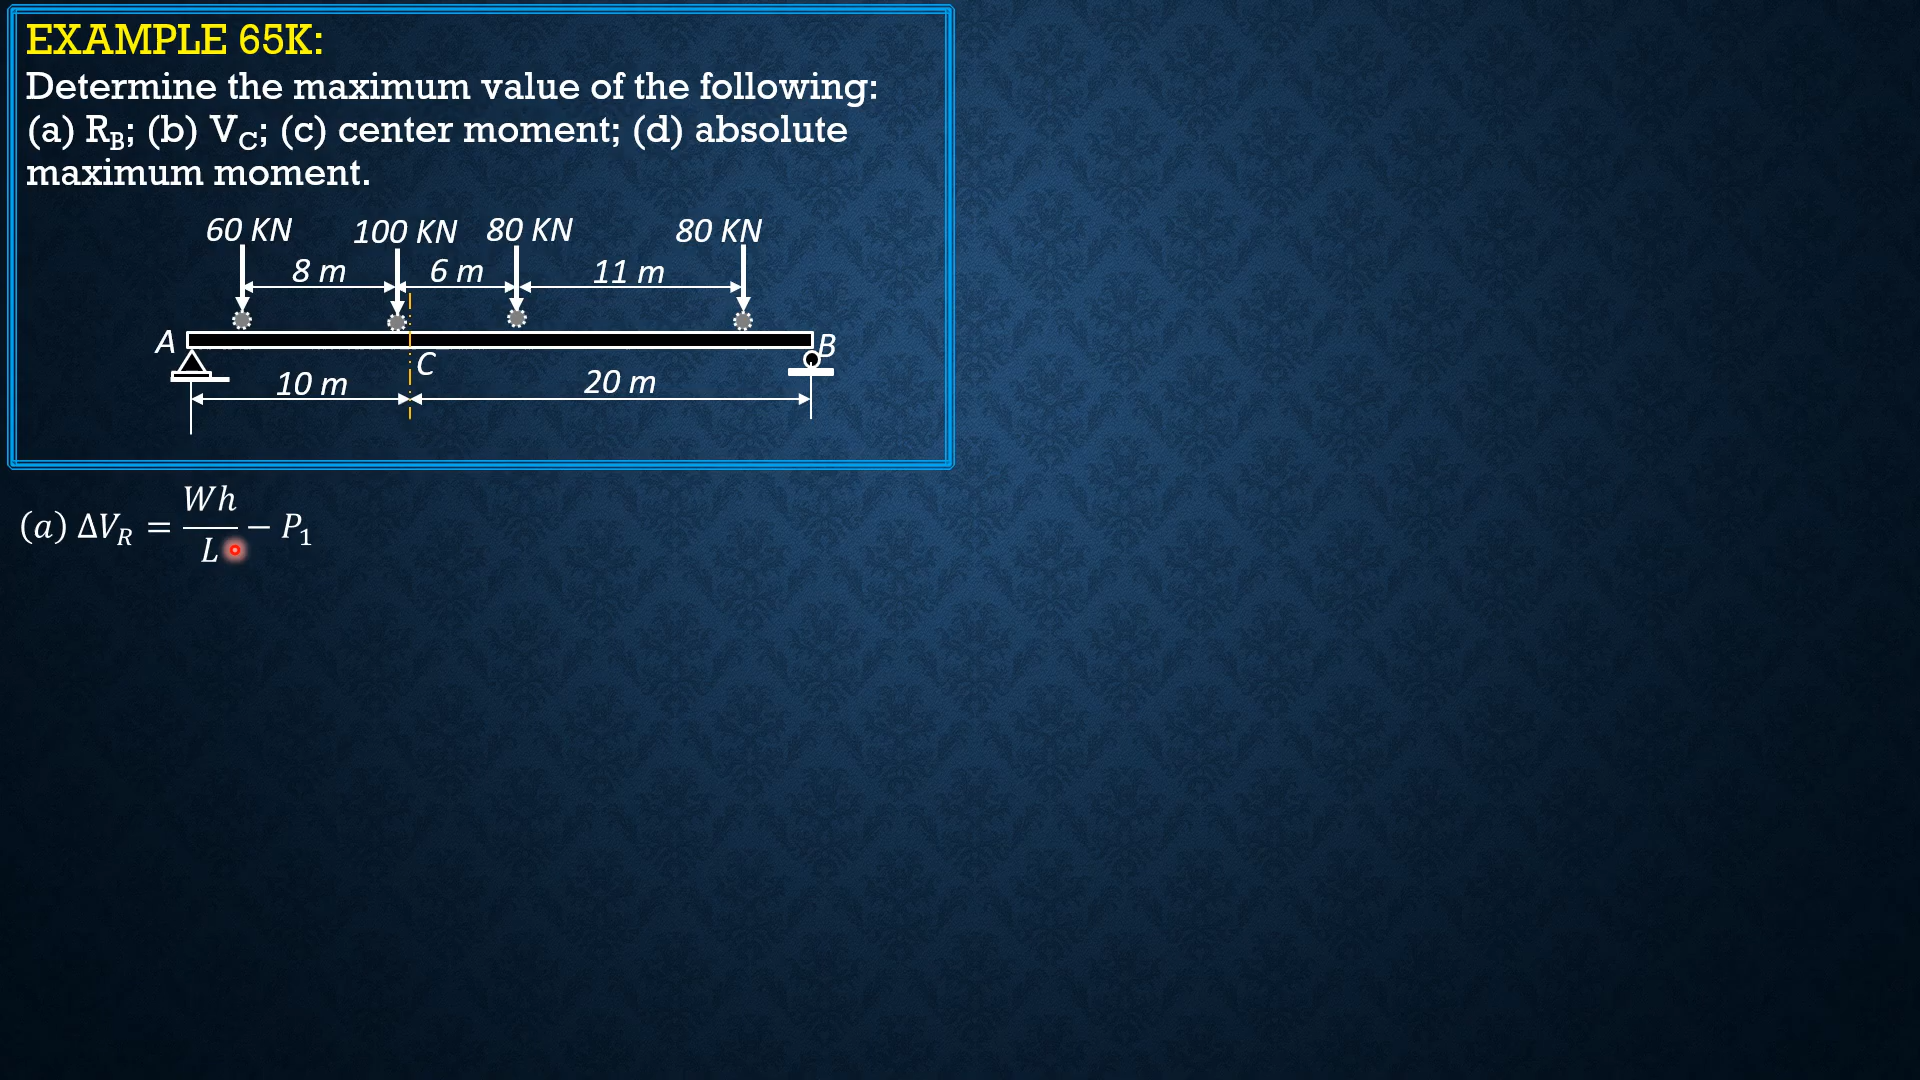 EXAMPLE 65K:
Determine the maximum value of the following:
(a) R_B; (b) V_C; (c) center moment; (d) absolute
maximum moment.
60 KN 100 KN 80 KN 80 KN
8 m 6 m 11 m
A B
C
10 m 20 m
(a) ΔV_R = Wh/L − P_1